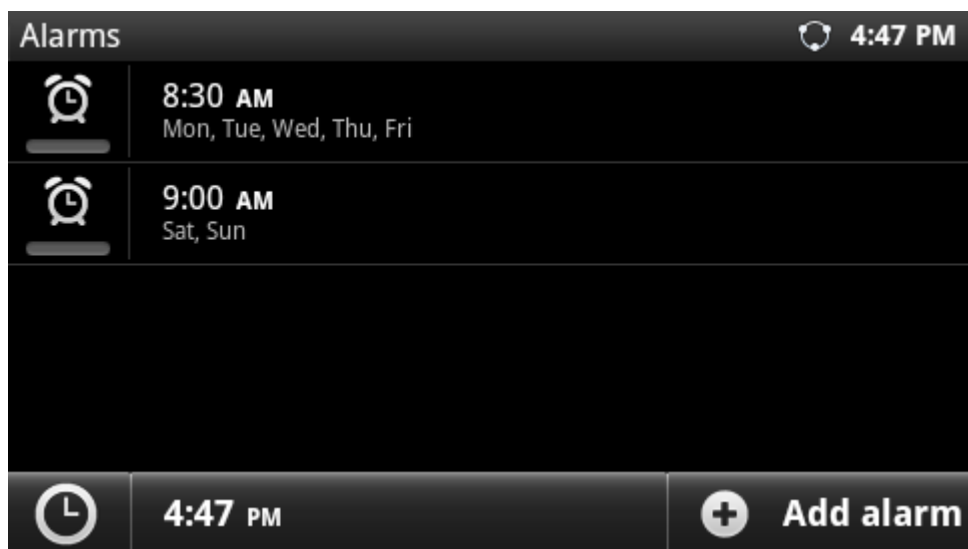 Alarms 4:47 PM
8:30 AM
Mon, Tue, Wed, Thu, Fri
9:00 AM
Sat, Sun
4:47 PM Add alarm